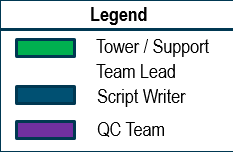 Legend
Tower / Support
Team Lead
Script Writer
QC Team